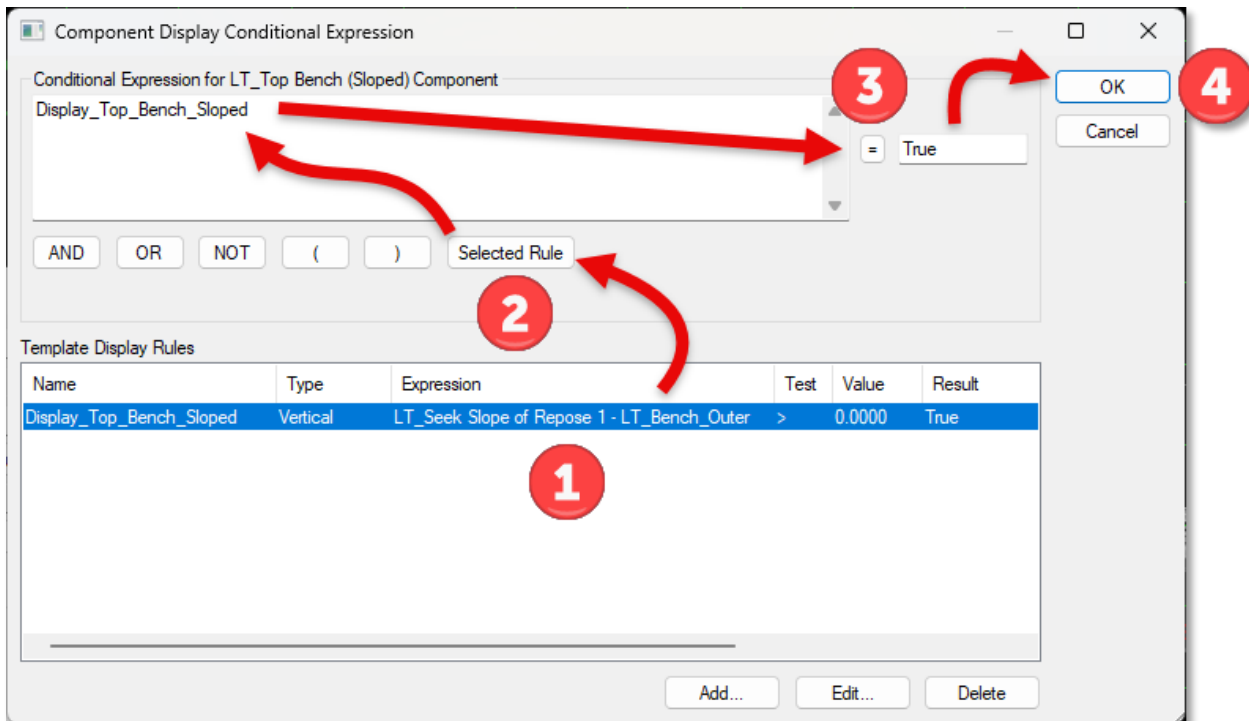 Component Display Conditional Expression
Conditional Expression for LT_Top Bench (Sloped) Component
Display_Top_Bench_Sloped
3
OK
4
= True
Cancel
AND OR NOT ( ) Selected Rule
2
Template Display Rules
Name Type Expression Test Value Result
Display_Top_Bench_Sloped Vertical LT_Seek Slope of Repose 1 - LT_Bench_Outer > 0.0000 True
1
Add... Edit... Delete